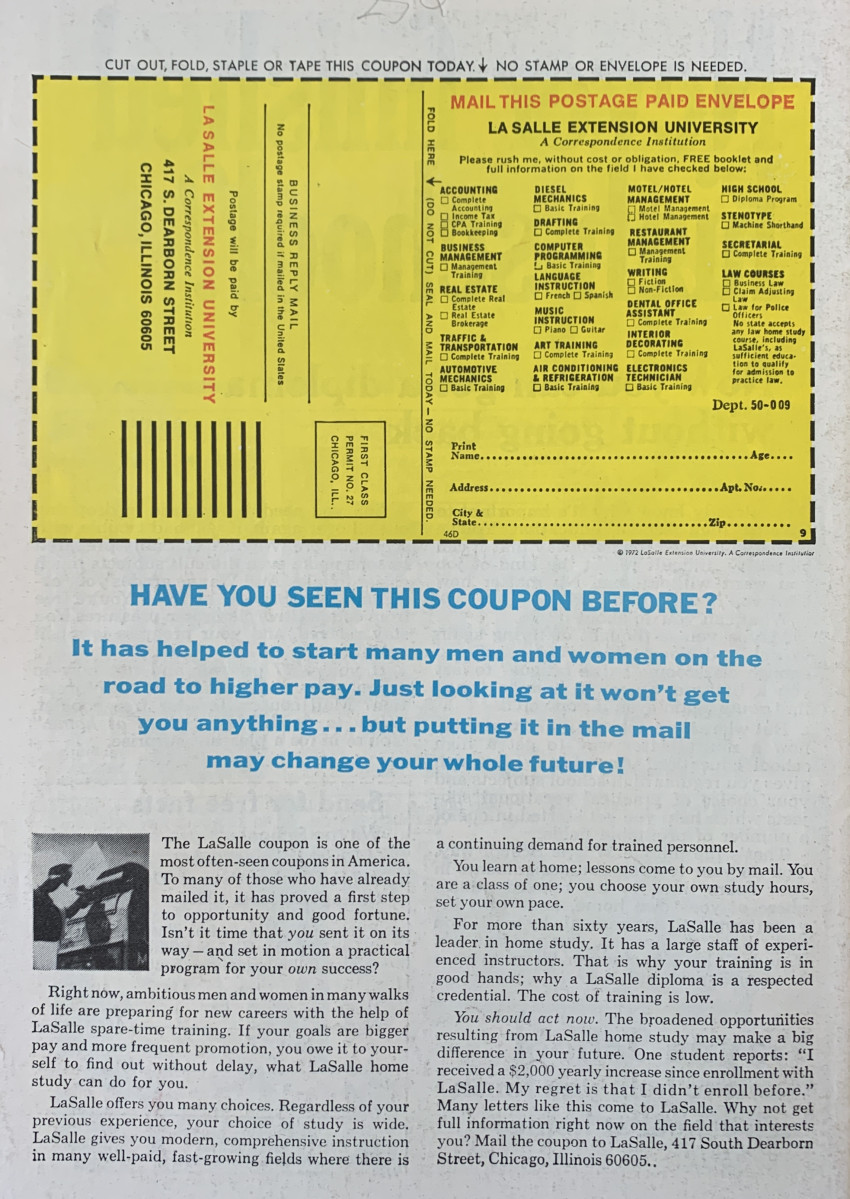 CUT OUT, FOLD, STAPLE OR TAPE THIS COUPON TODAY.↓ NO STAMP OR ENVELOPE IS NEEDED.
LA SALLE EXTENSION UNIVERSITY
A Correspondence Institution
417 S. DEARBORN STREET
CHICAGO, ILLINOIS 60605
Postage will be paid by
BUSINESS REPLY MAIL
No postage stamp required if mailed in the United States
FIRST CLASS
PERMIT NO. 27
CHICAGO, ILL..
FOLD HERE ↓ (DO NOT CUT) SEAL AND MAIL TODAY — NO STAMP NEEDED.
MAIL THIS POSTAGE PAID ENVELOPE
LA SALLE EXTENSION UNIVERSITY
A Correspondence Institution
Please rush me, without cost or obligation, FREE booklet and
full information on the field I have checked below:
ACCOUNTING
□ Complete
Accounting
□ Income Tax
□ CPA Training
□ Bookkeeping
BUSINESS
MANAGEMENT
□ Management
Training
REAL ESTATE
□ Complete Real
Estate
□ Real Estate
Brokerage
TRAFFIC &
TRANSPORTATION
□ Complete Training
AUTOMOTIVE
MECHANICS
□ Basic Training
DIESEL
MECHANICS
□ Basic Training
DRAFTING
□ Complete Training
COMPUTER
PROGRAMMING
□ Basic Training
LANGUAGE
INSTRUCTION
□ French □ Spanish
MUSIC
INSTRUCTION
□ Piano □ Guitar
ART TRAINING
□ Complete Training
AIR CONDITIONING
& REFRIGERATION
□ Basic Training
MOTEL/HOTEL
MANAGEMENT
□ Motel Management
□ Hotel Management
RESTAURANT
MANAGEMENT
□ Management
Training
WRITING
□ Fiction
□ Non-Fiction
DENTAL OFFICE
ASSISTANT
□ Complete Training
INTERIOR
DECORATING
□ Complete Training
ELECTRONICS
TECHNICIAN
□ Basic Training
HIGH SCHOOL
□ Diploma Program
STENOTYPE
□ Machine Shorthand
SECRETARIAL
□ Complete Training
LAW COURSES
□ Business Law
□ Claim Adjusting
Law
□ Law for Police
Officers
No state accepts
any law home study
course, including
LaSalle's, as
sufficient educa-
tion to qualify
for admission to
practice law.
Dept. 50-009
Print
Name........Age....
Address........Apt. No......
City &
State........Zip........
46D 9
© 1972 LaSalle Extension University. A Correspondence Institution
HAVE YOU SEEN THIS COUPON BEFORE?
It has helped to start many men and women on the
road to higher pay. Just looking at it won't get
you anything...but putting it in the mail
may change your whole future!
The LaSalle coupon is one of the
most often-seen coupons in America.
To many of those who have already
mailed it, it has proved a first step
to opportunity and good fortune.
Isn't it time that you sent it on its
way—and set in motion a practical
program for your own success?
Right now, ambitious men and women in many walks
of life are preparing for new careers with the help of
LaSalle spare-time training. If your goals are bigger
pay and more frequent promotion, you owe it to your-
self to find out without delay, what LaSalle home
study can do for you.
LaSalle offers you many choices. Regardless of your
previous experience, your choice of study is wide.
LaSalle gives you modern, comprehensive instruction
in many well-paid, fast-growing fields where there is
a continuing demand for trained personnel.
You learn at home; lessons come to you by mail. You
are a class of one; you choose your own study hours,
set your own pace.
For more than sixty years, LaSalle has been a
leader in home study. It has a large staff of experi-
enced instructors. That is why your training is in
good hands; why a LaSalle diploma is a respected
credential. The cost of training is low.
You should act now. The broadened opportunities
resulting from LaSalle home study may make a big
difference in your future. One student reports: "I
received a $2,000 yearly increase since enrollment with
LaSalle. My regret is that I didn't enroll before."
Many letters like this come to LaSalle. Why not get
full information right now on the field that interests
you? Mail the coupon to LaSalle, 417 South Dearborn
Street, Chicago, Illinois 60605..